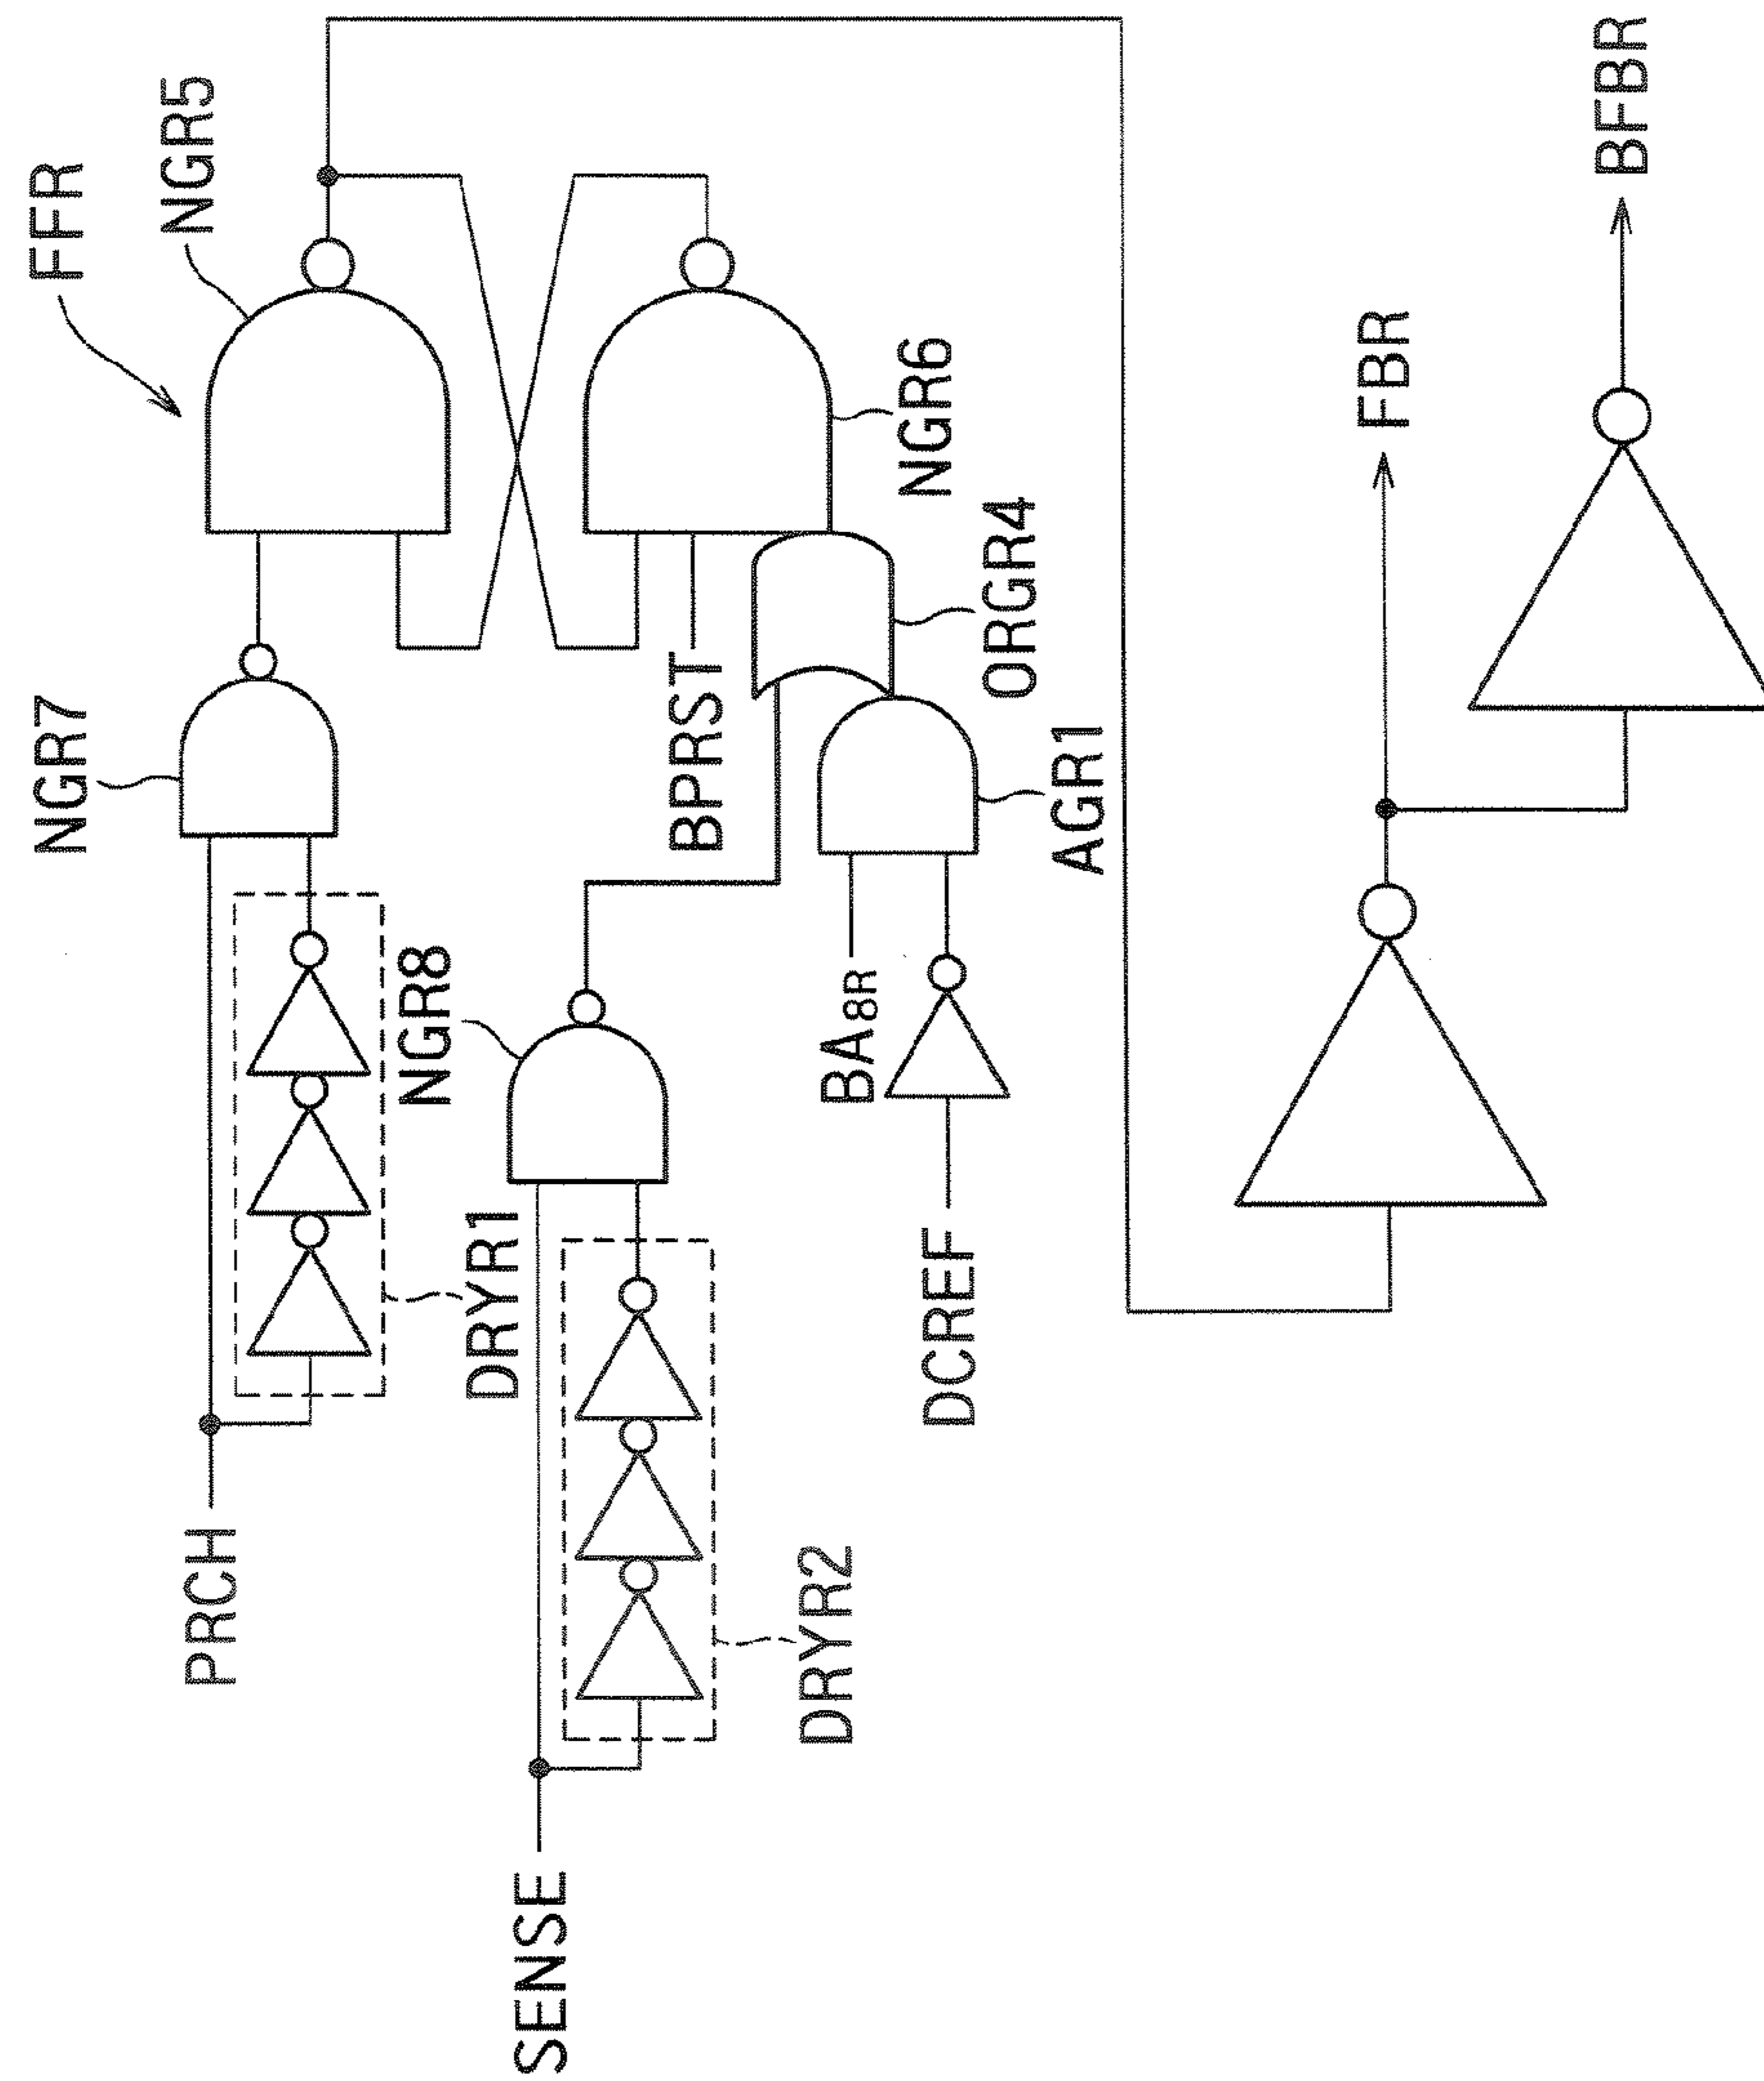 FFR
NGR5
NGR7
PRCH
DRYR1
NGR8
SENSE
DRYR2
BPRST
NGR6
ORGR4
BA8R
AGR1
DCREF
FBR
BFBR